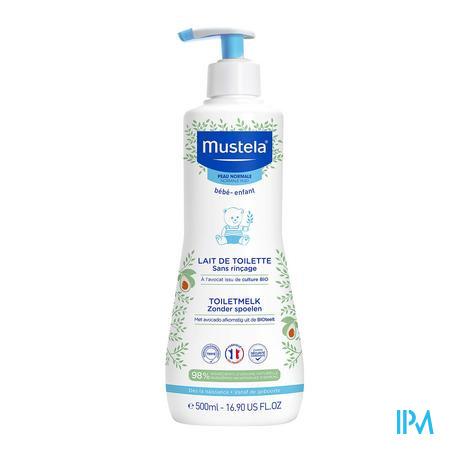 mustela
PEAU NORMALE
NORMALE HUID
bébé - enfant
LAIT DE TOILETTE
Sans rinçage
À l'avocat issu de culture BIO
TOILETMELK
Zonder spoelen
Met avocado afkomstig uit de BIOteelt
98%
Dès la naissance • Vanaf de geboorte
e 500ml - 16.90 US FL.OZ
IPM